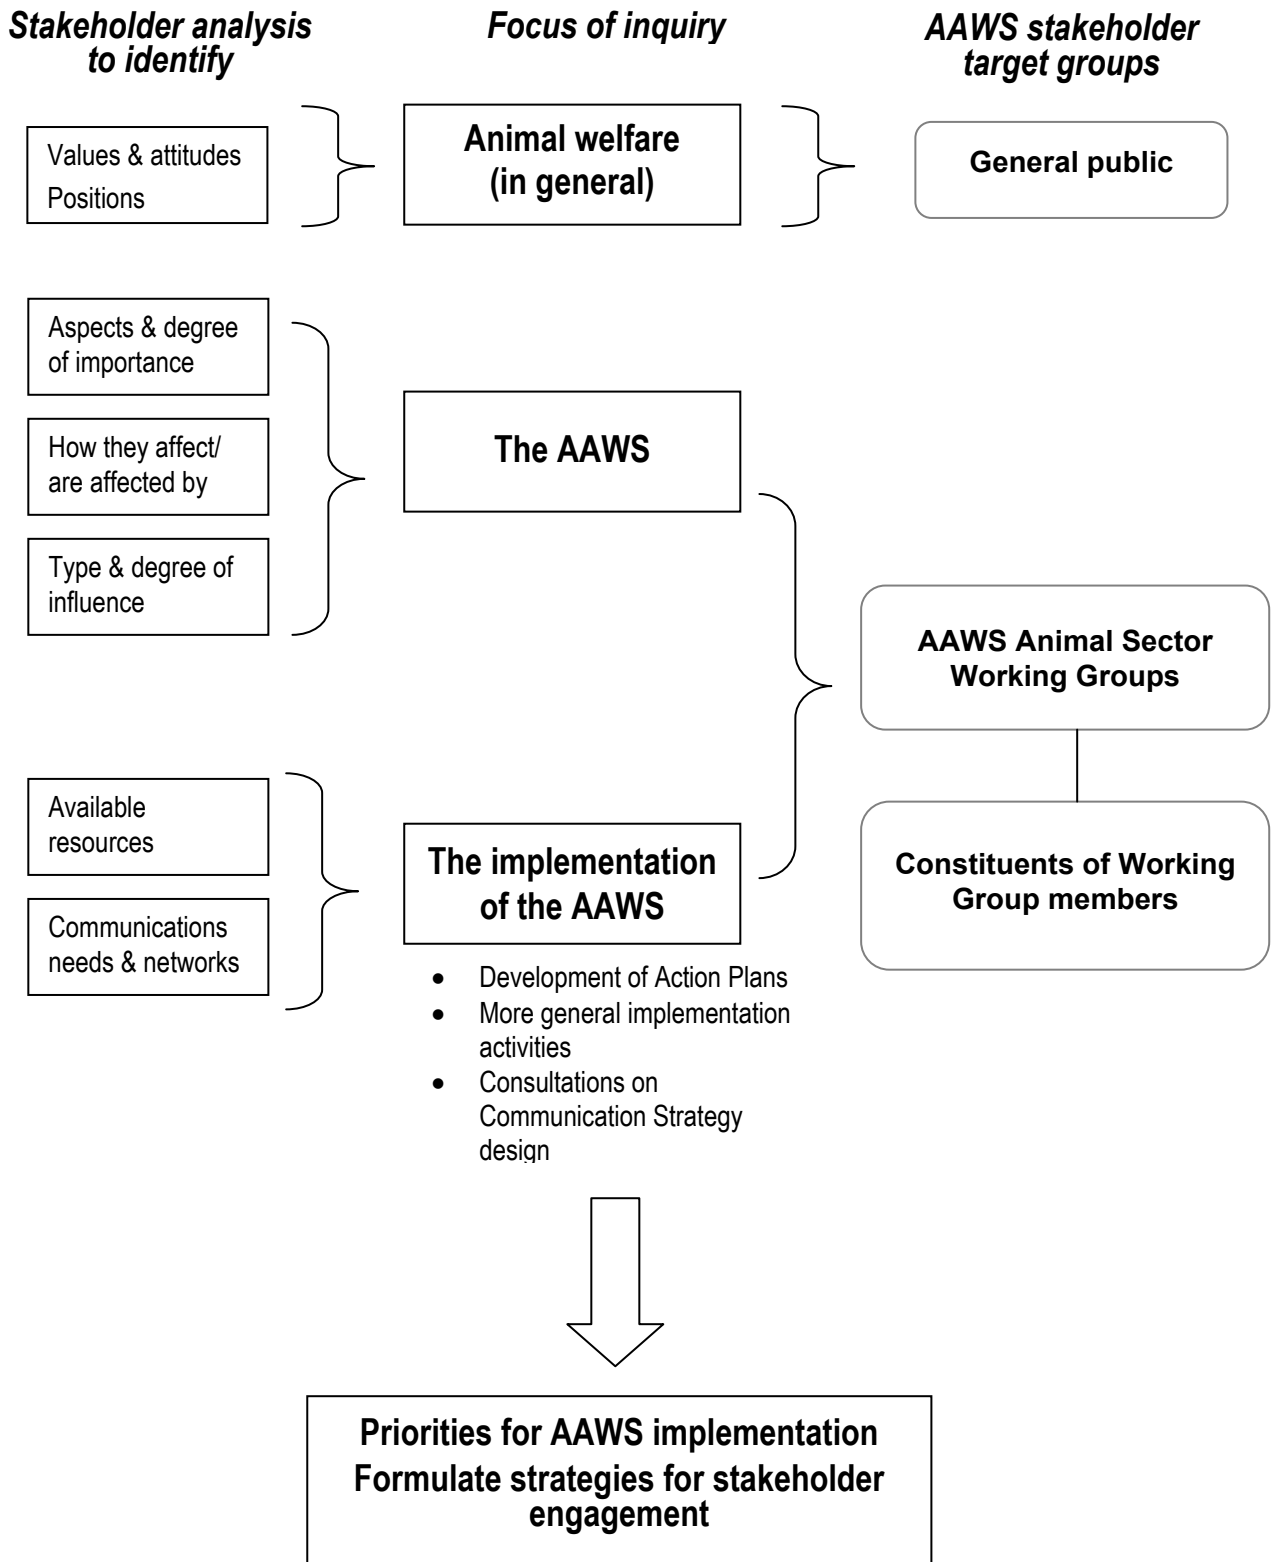 Stakeholder analysis
to identify
Focus of inquiry
AAWS stakeholder
target groups
Values & attitudes
Positions
Animal welfare
(in general)
General public
Aspects & degree
of importance
How they affect/
are affected by
Type & degree of
influence
The AAWS
AAWS Animal Sector
Working Groups
Available
resources
Communications
needs & networks
The implementation
of the AAWS
Constituents of Working
Group members
• Development of Action Plans
• More general implementation
activities
• Consultations on
Communication Strategy
design
Priorities for AAWS implementation
Formulate strategies for stakeholder
engagement